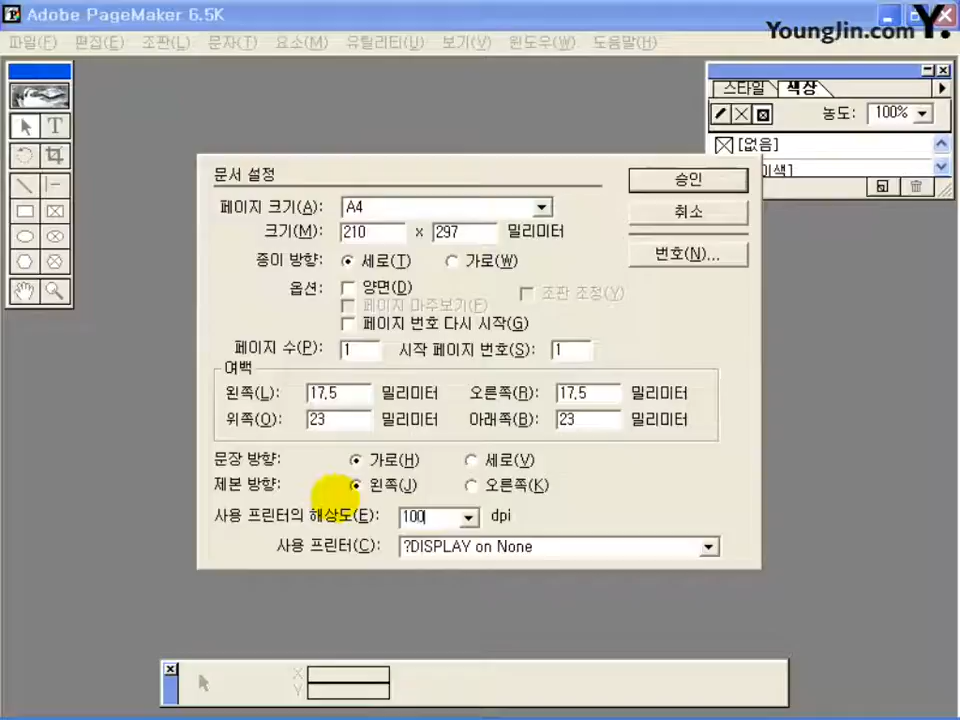 Adobe PageMaker 6.5K
YoungJin.com Y.
파일(F) 편집(E) 조판(L) 문자(T) 요소(M) 유틸리티(U) 보기(V) 윈도우(W) 도움말(H)
스타일 색상
농도: 100%
[없음]
T
문서 설정
승인
페이지 크기(A): A4
취소
크기(M): 210 x 297 밀리미터
번호(N)...
종이 방향: 세로(T) 가로(W)
옵션: 양면(D) 조판 조정(Y)
페이지 마주보기(F)
페이지 번호 다시 시작(G)
페이지 수(P): 1 시작 페이지 번호(S): 1
여백
왼쪽(L): 17.5 밀리미터 오른쪽(R): 17.5 밀리미터
위쪽(O): 23 밀리미터 아래쪽(B): 23 밀리미터
문장 방향: 가로(H) 세로(V)
제본 방향: 왼쪽(J) 오른쪽(K)
사용 프린터의 해상도(E): 100 dpi
사용 프린터(C): ?DISPLAY on None
X
Y